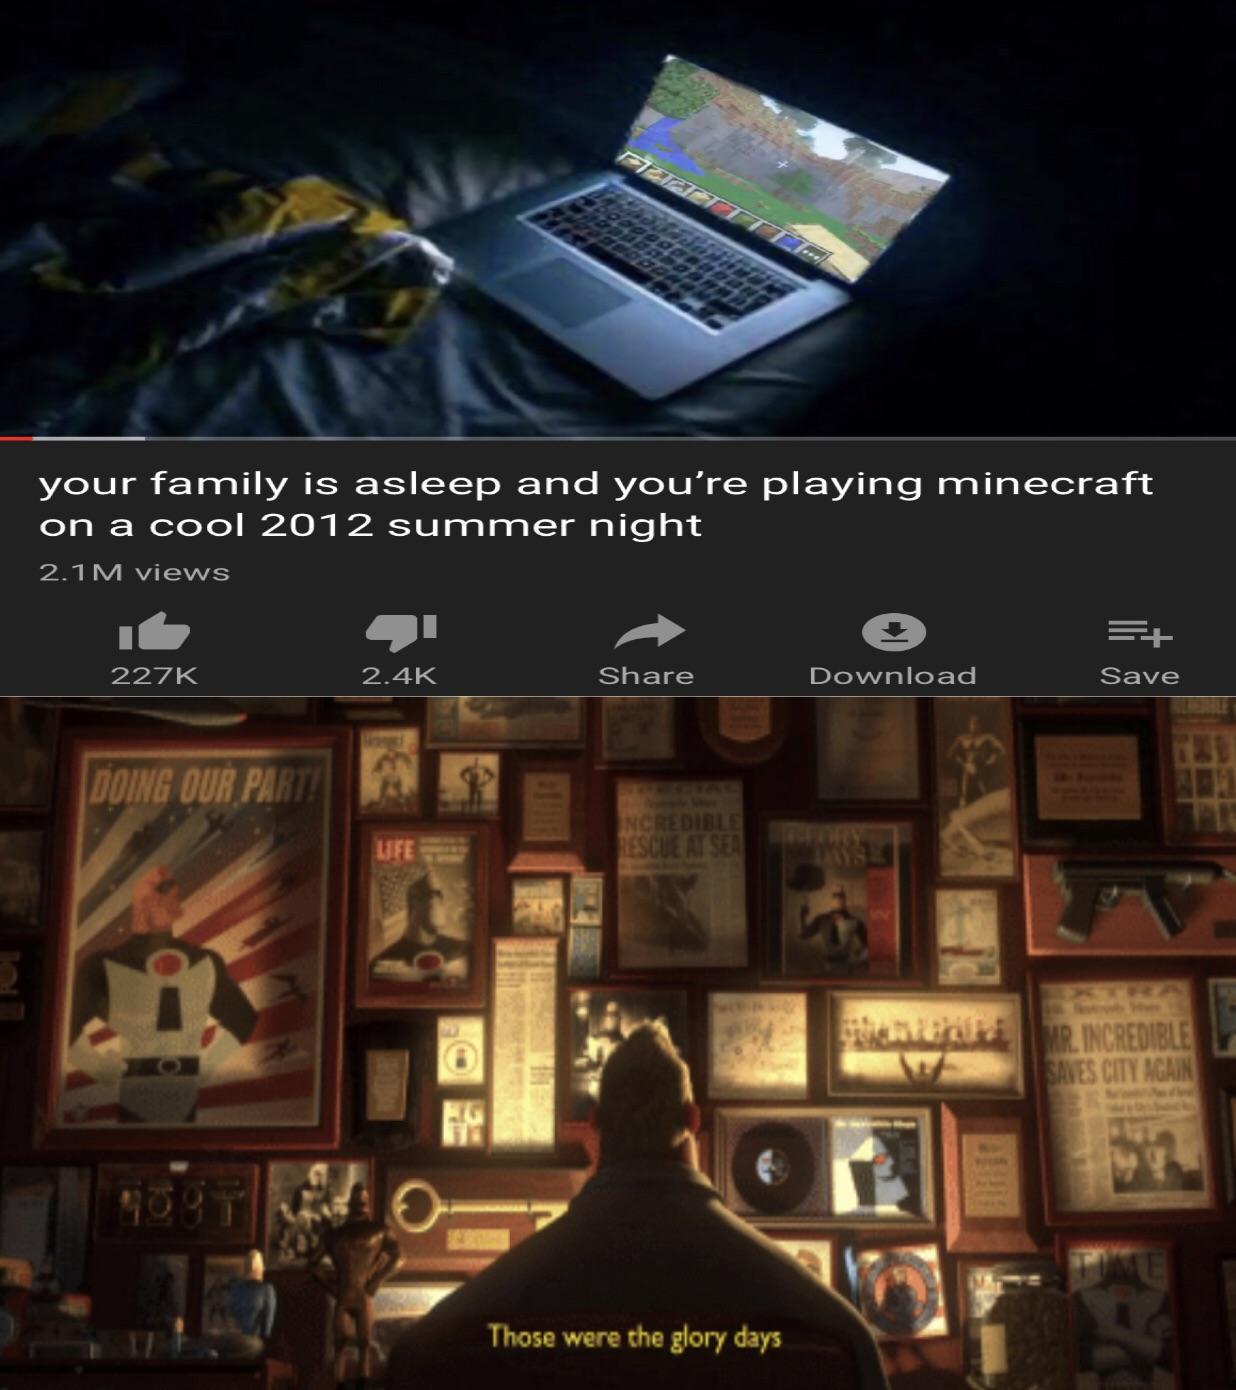 your family is asleep and you’re playing minecraft
on a cool 2012 summer night
2.1M views
227K
2.4K
Share
Download
Save
DOING OUR PART!
LIFE
INCREDIBLE
RESCUE AT SEA
EXTRA
MR. INCREDIBLE
SAVES CITY AGAIN
TIME
Those were the glory days